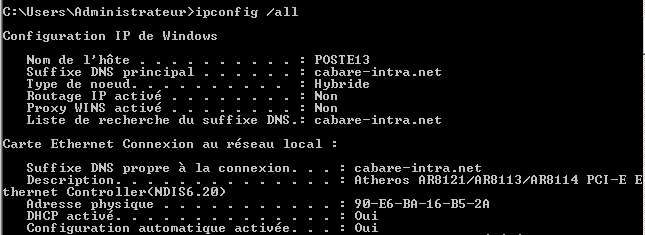 C:\Users\Administrateur>ipconfig /all
Configuration IP de Windows
Nom de l'hôte . . . . . . . . . . : POSTE13
Suffixe DNS principal . . . . . . : cabare-intra.net
Type de noeud. . . . . . . . . . : Hybride
Routage IP activé . . . . . . . . : Non
Proxy WINS activé . . . . . . . . : Non
Liste de recherche du suffixe DNS.: cabare-intra.net
Carte Ethernet Connexion au réseau local :
Suffixe DNS propre à la connexion. . . : cabare-intra.net
Description. . . . . . . . . . . . . . : Atheros AR8121/AR8113/AR8114 PCI-E E
thernet Controller(NDIS6.20)
Adresse physique . . . . . . . . . . . : 90-E6-BA-16-B5-2A
DHCP activé. . . . . . . . . . . . . . : Oui
Configuration automatique activée. . . : Oui